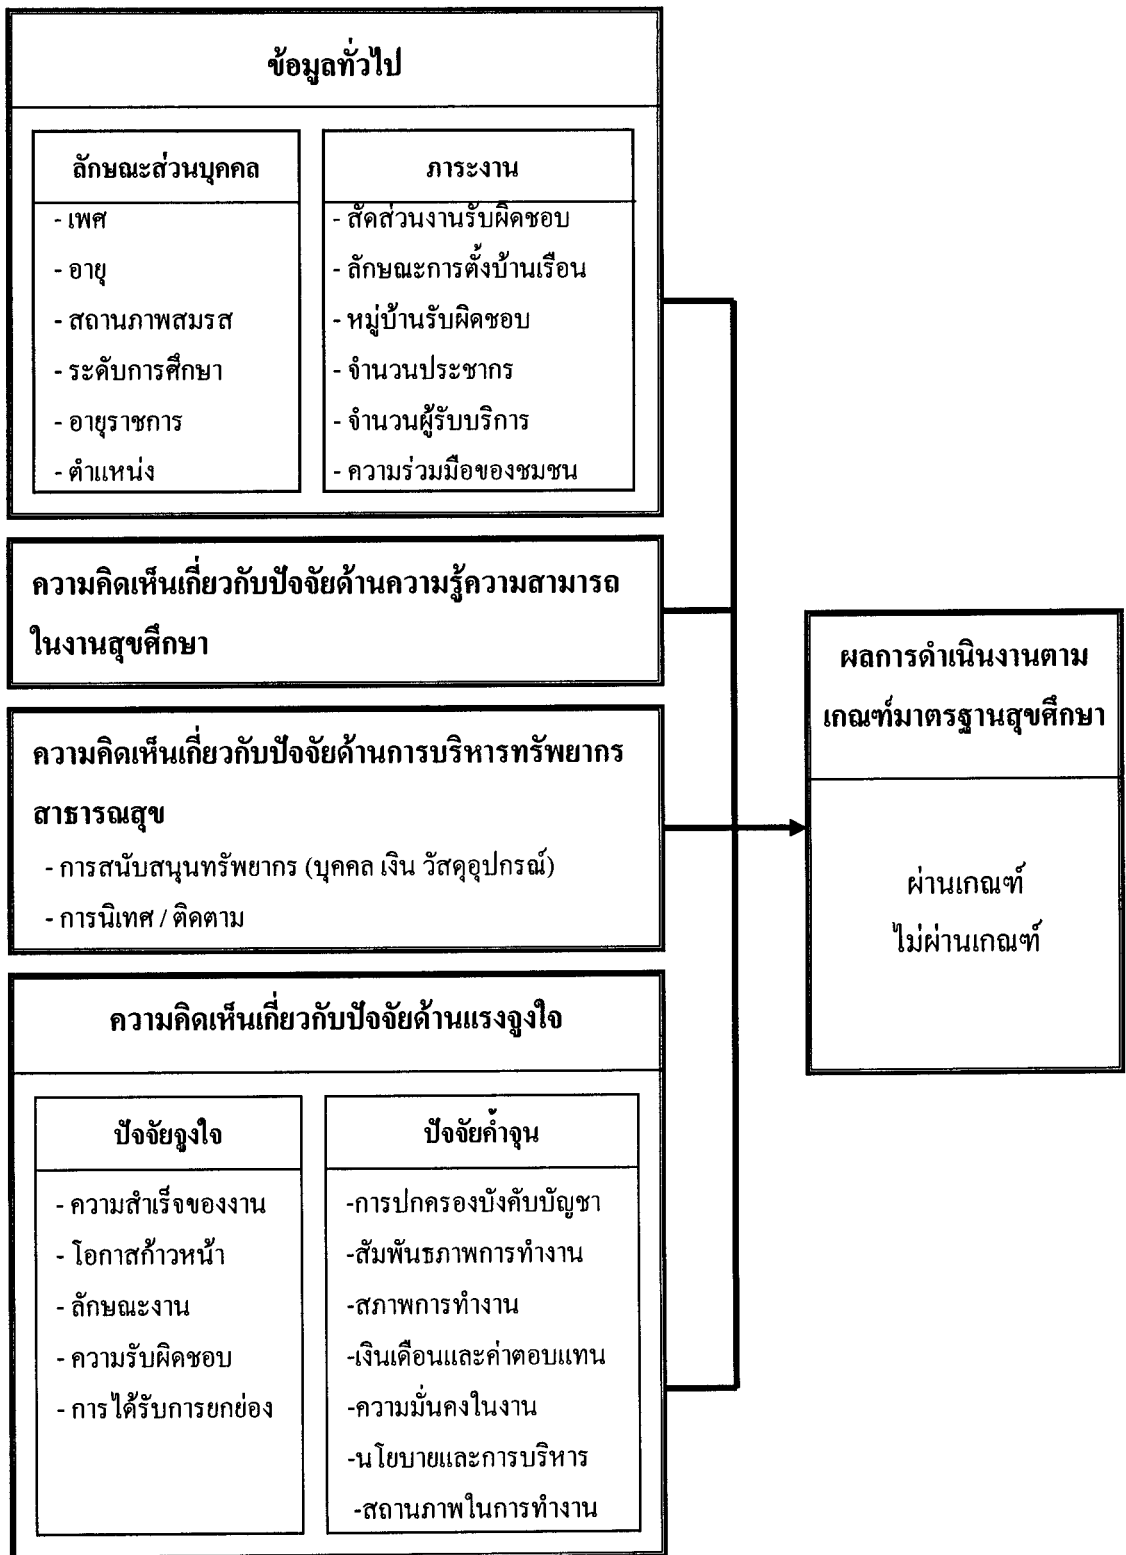 ข้อมูลทั่วไป
ลักษณะส่วนบุคคล
- เพศ
- อายุ
- สถานภาพสมรส
- ระดับการศึกษา
- อายุราชการ
- ตำแหน่ง
ภาระงาน
- สัดส่วนงานรับผิดชอบ
- ลักษณะการตั้งบ้านเรือน
- หมู่บ้านรับผิดชอบ
- จำนวนประชากร
- จำนวนผู้รับบริการ
- ความร่วมมือของชุมชน
ความคิดเห็นเกี่ยวกับปัจจัยด้านความรู้ความสามารถ
ในงานสุขศึกษา
ความคิดเห็นเกี่ยวกับปัจจัยด้านการบริหารทรัพยากร
สาธารณสุข
- การสนับสนุนทรัพยากร (บุคคล เงิน วัสดุอุปกรณ์)
- การนิเทศ / ติดตาม
ความคิดเห็นเกี่ยวกับปัจจัยด้านแรงจูงใจ
ปัจจัยจูงใจ
- ความสำเร็จของงาน
- โอกาสก้าวหน้า
- ลักษณะงาน
- ความรับผิดชอบ
- การได้รับการยกย่อง
ปัจจัยค้ำจุน
-การปกครองบังคับบัญชา
-สัมพันธภาพการทำงาน
-สภาพการทำงาน
-เงินเดือนและค่าตอบแทน
-ความมั่นคงในงาน
-นโยบายและการบริหาร
-สถานภาพในการทำงาน
ผลการดำเนินงานตาม
เกณฑ์มาตรฐานสุขศึกษา
ผ่านเกณฑ์
ไม่ผ่านเกณฑ์